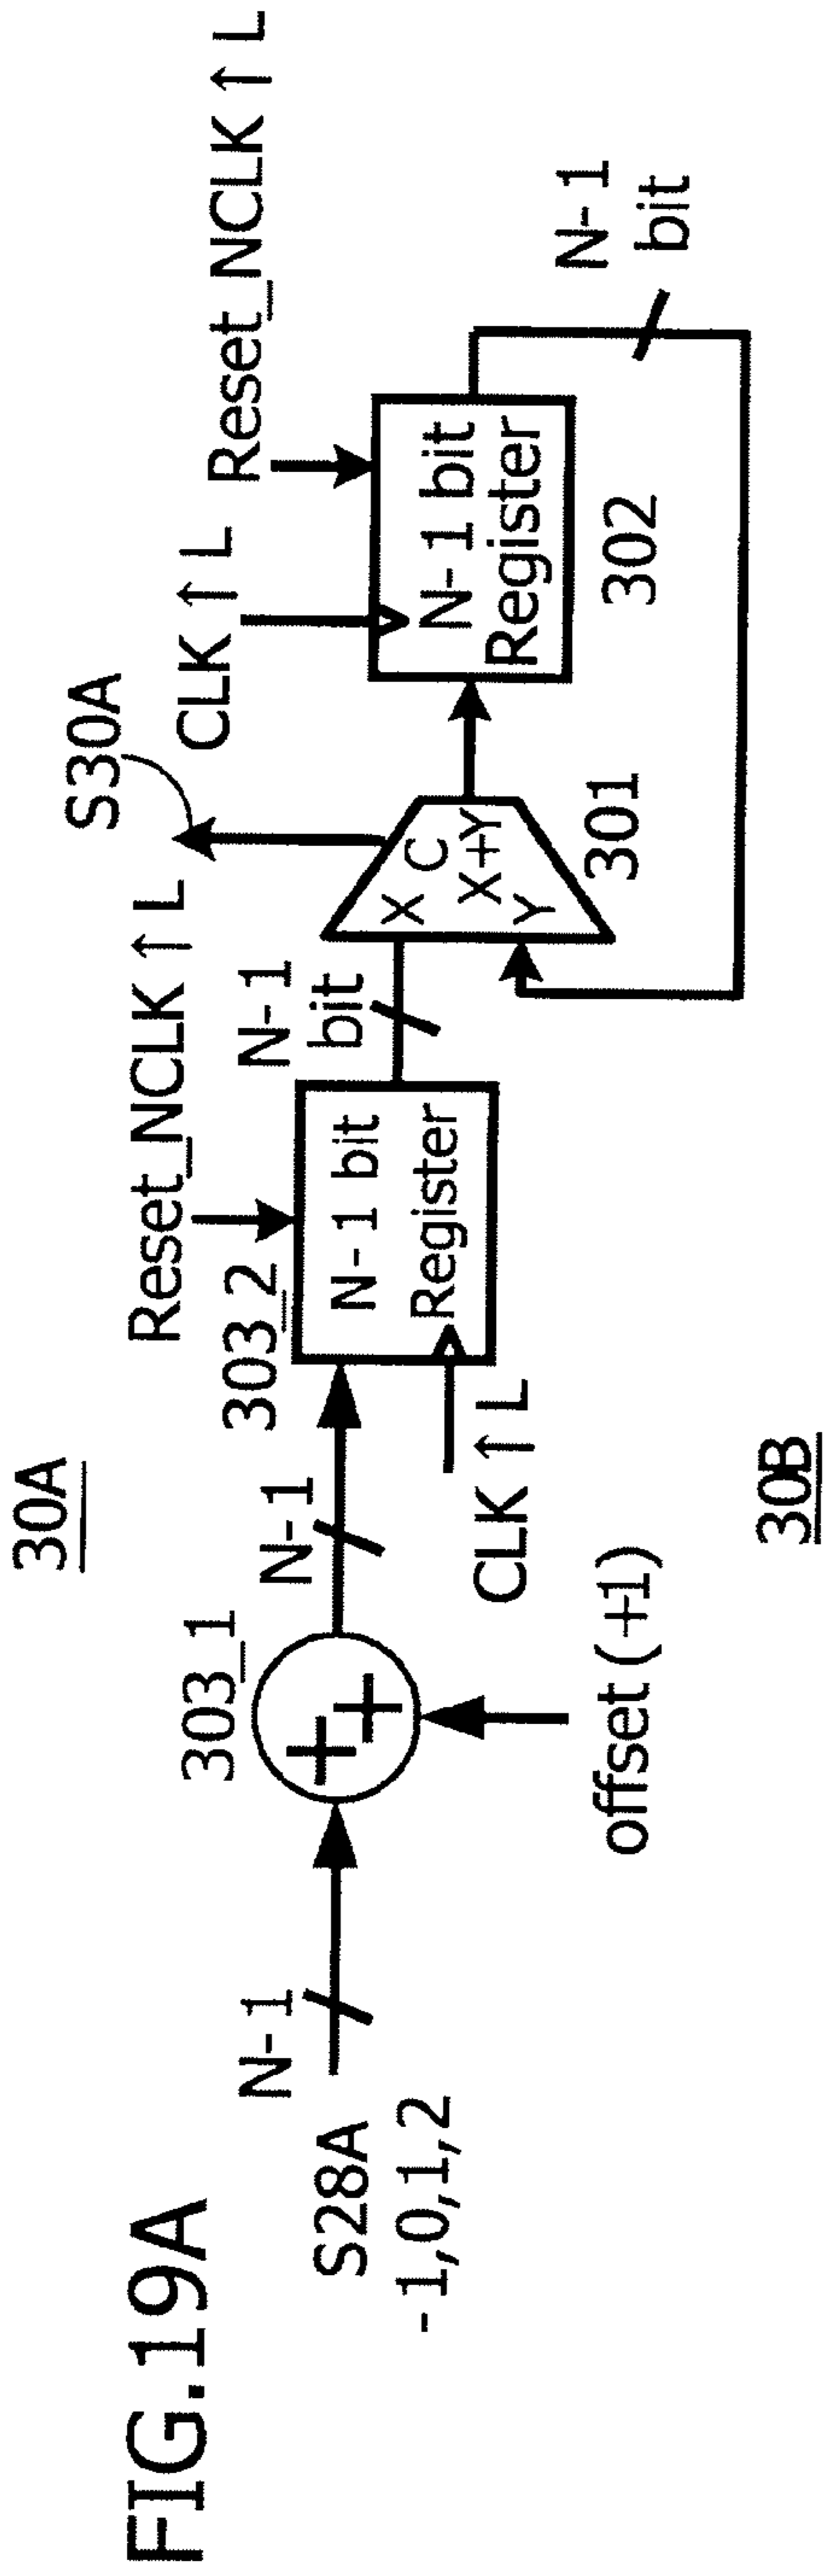 FIG.19A
30A
S28A
-1,0,1,2
N-1
303_1
offset(+1)
N-1
303_2
Reset_NCLK↑L
N-1 bit
Register
CLK↑L
N-1
bit
S30A
X
C
X+Y
Y
301
CLK↑L
Reset_NCLK↑L
N-1 bit
Register
302
N-1
bit
30B